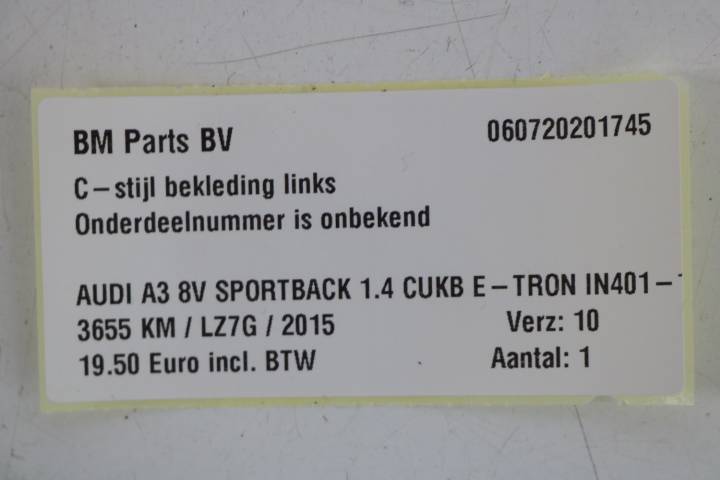 BM Parts BV 060720201745
C-stijl bekleding links
Onderdeelnummer is onbekend
AUDI A3 8V SPORTBACK 1.4 CUKB E-TRON IN401-
3655 KM / LZ7G / 2015 Verz: 10
19.50 Euro incl. BTW Aantal: 1